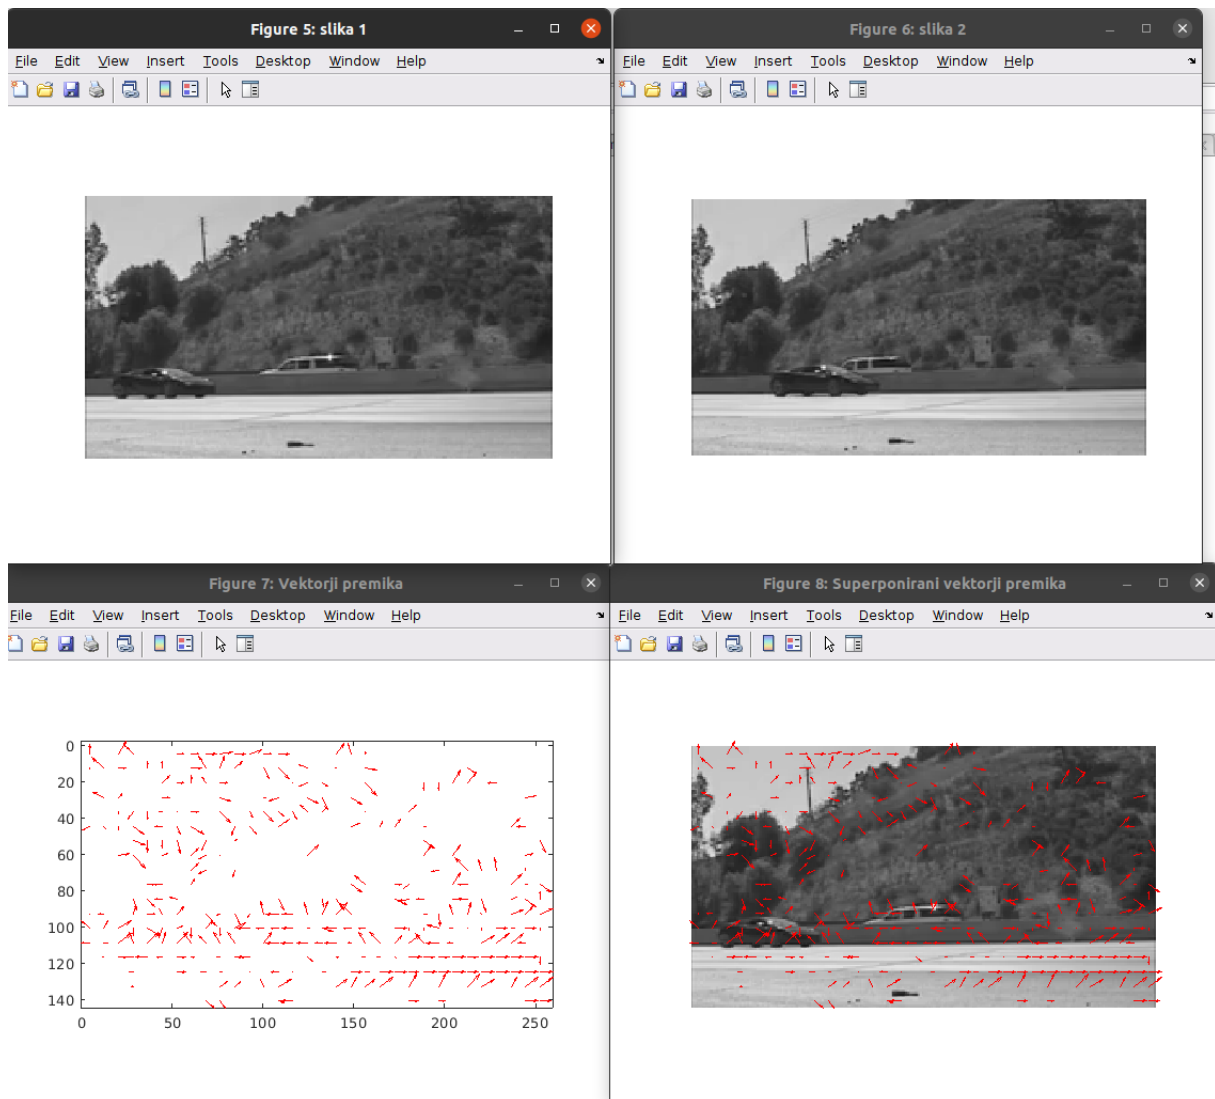 Figure 5: slika 1
File Edit View Insert Tools Desktop Window Help
Figure 6: slika 2
File Edit View Insert Tools Desktop Window Help
Figure 7: Vektorji premika
File Edit View Insert Tools Desktop Window Help
0
20
40
60
80
100
120
140
0 50 100 150 200 250
Figure 8: Superponirani vektorji premika
File Edit View Insert Tools Desktop Window Help